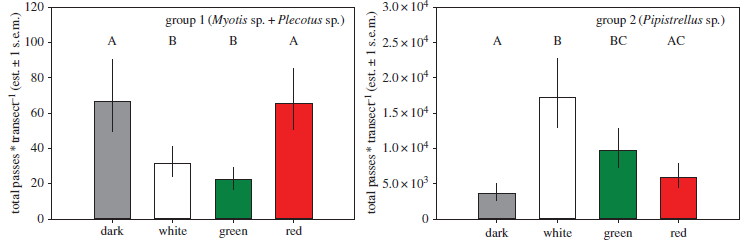 total passes * transect⁻¹ (est. ± 1 s.e.m.)
120
100
80
60
40
20
0
group 1 (Myotis sp. + Plecotus sp.)
A B B A
dark white green red
total passes * transect⁻¹ (est. ± 1 s.e.m.)
3.0 × 10⁴
2.5 × 10⁴
2.0 × 10⁴
1.5 × 10⁴
1.0 × 10⁴
5.0 × 10³
0
group 2 (Pipistrellus sp.)
A B BC AC
dark white green red